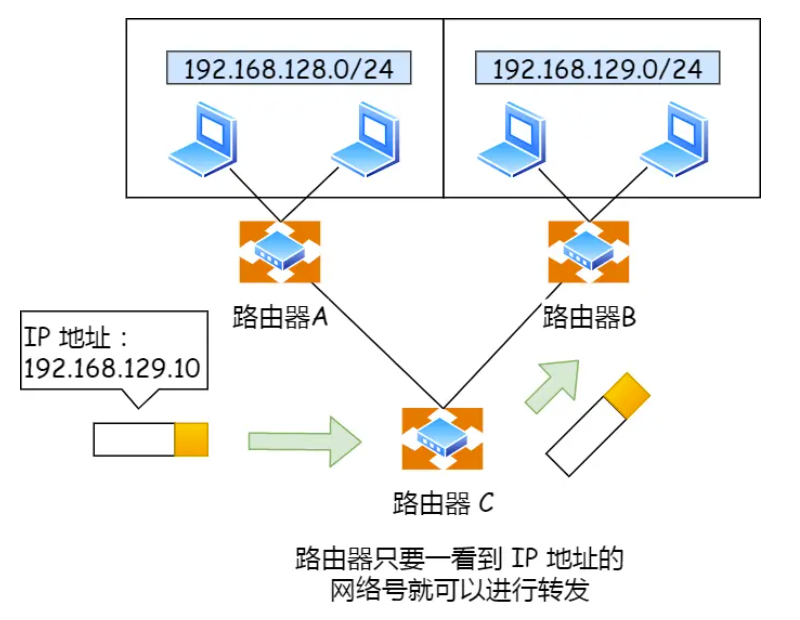 192.168.128.0/24
192.168.129.0/24
路由器A
路由器B
IP 地址：
192.168.129.10
路由器 C
路由器只要一看到 IP 地址的
网络号就可以进行转发